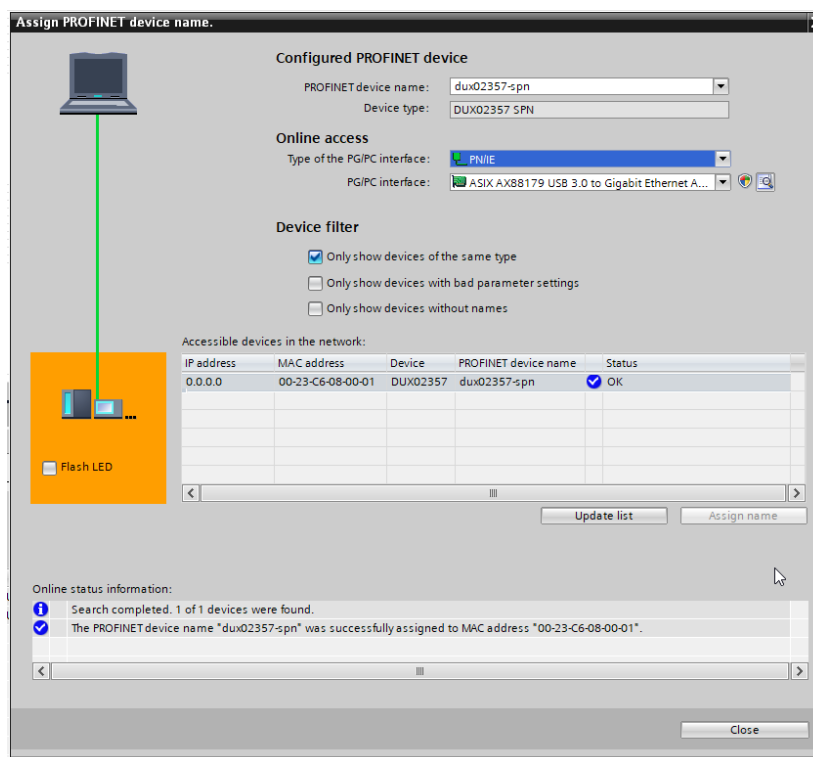 Assign PROFINET device name.
Configured PROFINET device
PROFINET device name: dux02357-spn
Device type: DUX02357 SPN
Online access
Type of the PG/PC interface: PN/IE
PG/PC interface: ASIX AX88179 USB 3.0 to Gigabit Ethernet A...
Device filter
Only show devices of the same type
Only show devices with bad parameter settings
Only show devices without names
Accessible devices in the network:
IP address MAC address Device PROFINET device name Status
0.0.0.0 00-23-C6-08-00-01 DUX02357 dux02357-spn OK
...
Flash LED
Update list Assign name
Online status information:
Search completed. 1 of 1 devices were found.
The PROFINET device name "dux02357-spn" was successfully assigned to MAC address "00-23-C6-08-00-01".
Close